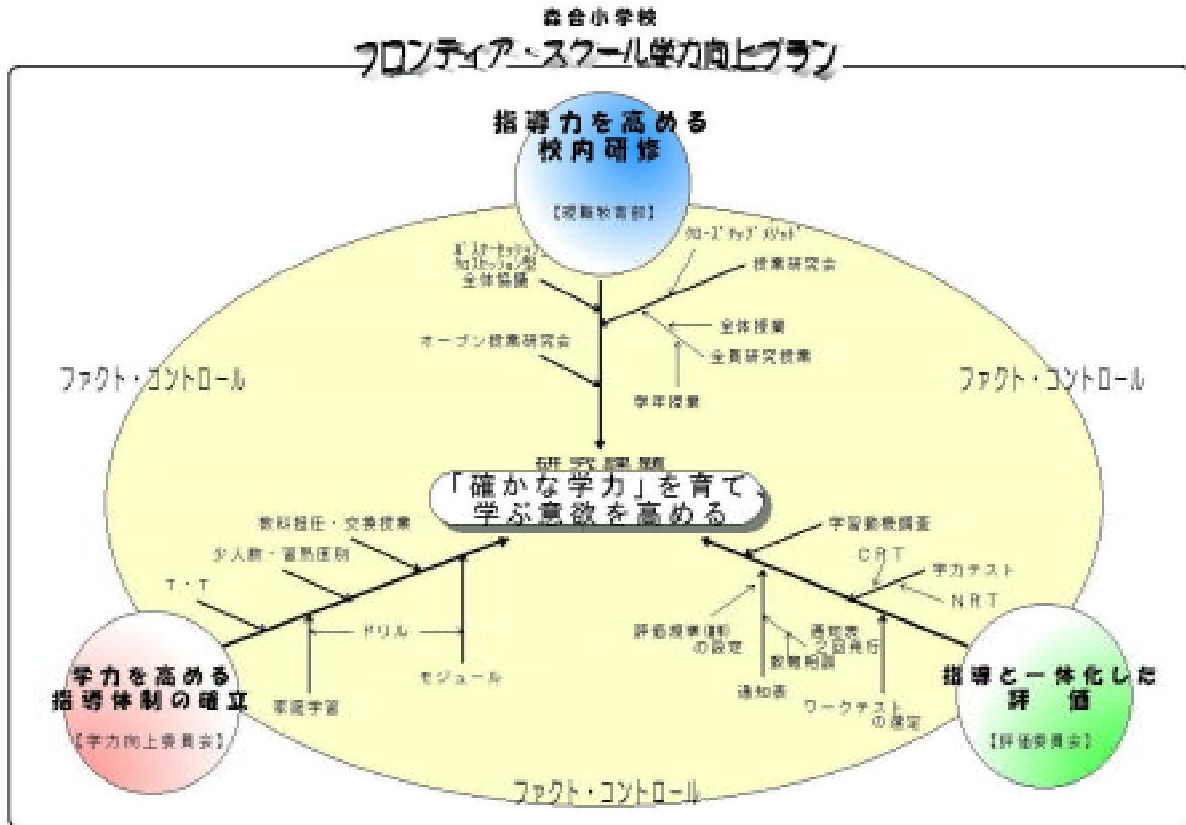 森合小学校
フロンティア・スクール学力向上プラン
指導力を高める
校内研修
【現職教育部】
クローズアップメソッド
授業研究会
全体協議
全体授業
オープン授業研究会
全員研究授業
ファクト・コントロール
ファクト・コントロール
学年授業
「確かな学力」を育て、
学ぶ意欲を高める
教科担任・交換授業
学習動機調査
少人数・習熟度別
CRT
学力テスト
T・T
NRT
ドリル
評価規準
の設定
通知表
2回発行
モジュール
学力を高める
指導体制の確立
【学力向上委員会】
家庭学習
通知表
ワークテスト
の選定
指導と一体化した
評 価
【評価委員会】
ファクト・コントロール